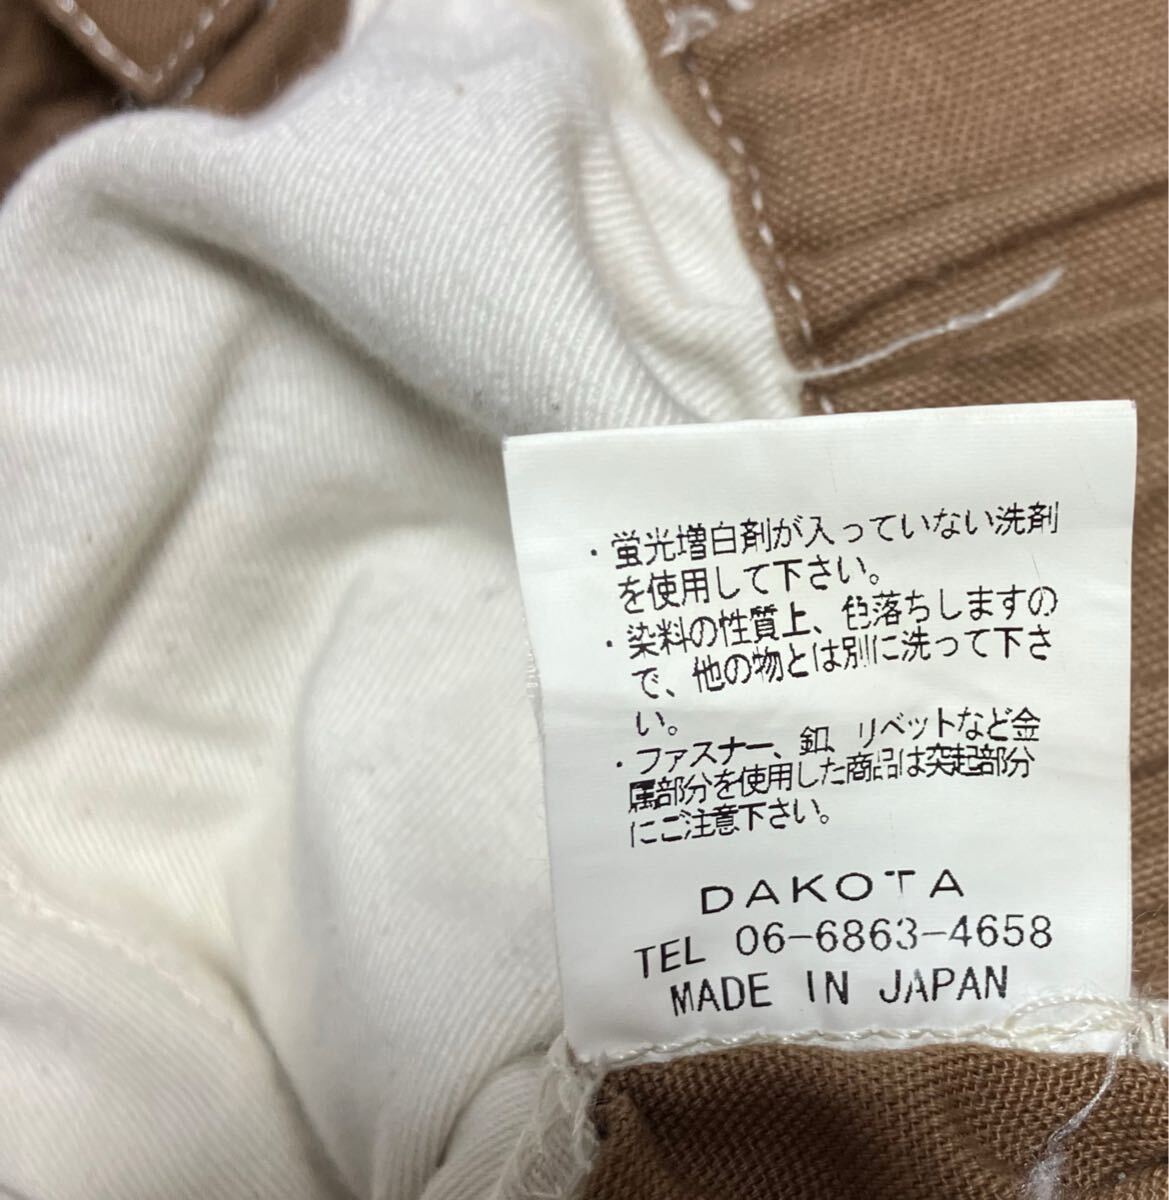 ・蛍光増白剤が入っていない洗剤
を使用して下さい。
・染料の性質上、色落ちしますの
で、他の物とは別に洗って下さ
い。
・ファスナー、釦、リベットなど金
属部分を使用した商品は突起部分
にご注意下さい。
DAKOTA
TEL 06-6863-4658
MADE IN JAPAN